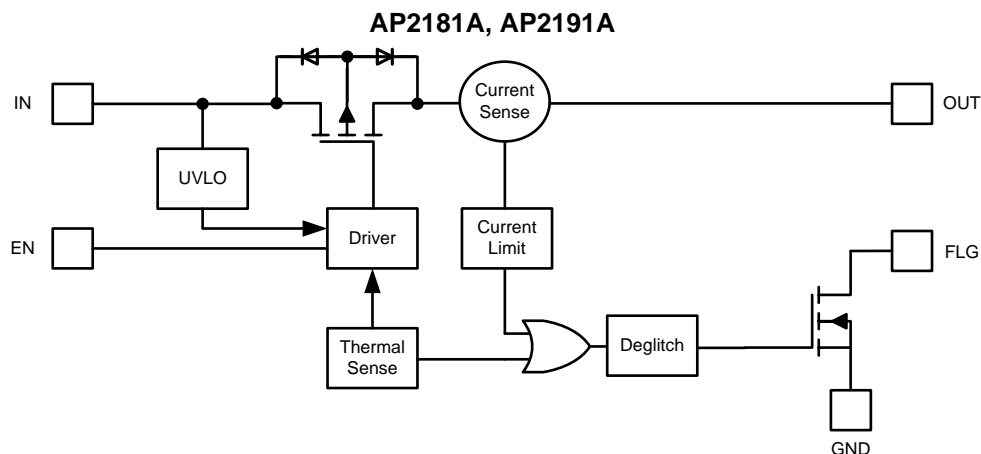 AP2181A, AP2191A
IN
Current
Sense
OUT
UVLO
EN
Driver
Current
Limit
FLG
Thermal
Sense
Deglitch
GND